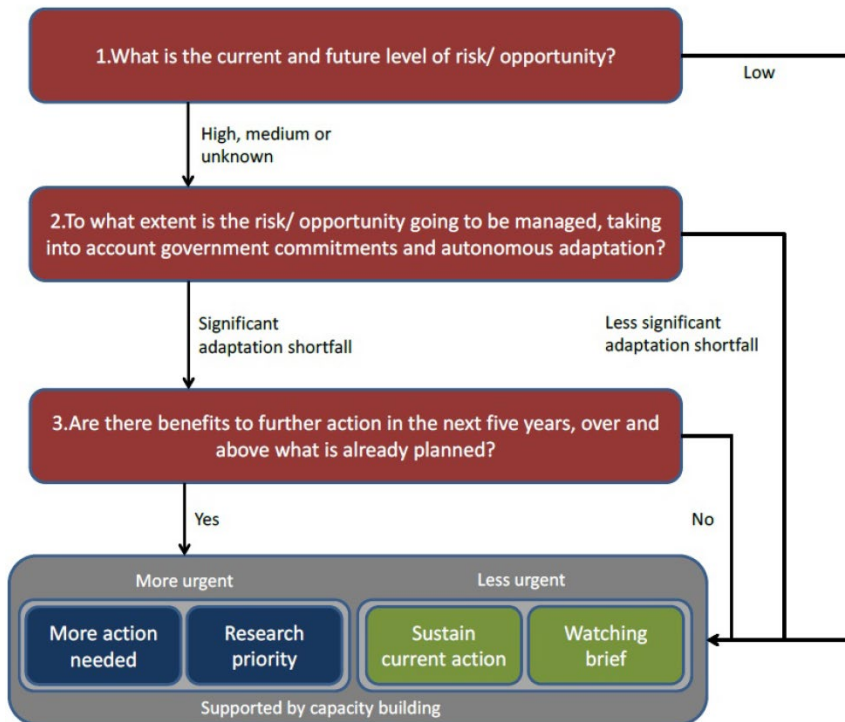 1.What is the current and future level of risk/ opportunity?
Low
High, medium or
unknown
2.To what extent is the risk/ opportunity going to be managed, taking
into account government commitments and autonomous adaptation?
Significant
adaptation shortfall
Less significant
adaptation shortfall
3.Are there benefits to further action in the next five years, over and
above what is already planned?
Yes
No
More urgent
Less urgent
More action
needed
Research
priority
Sustain
current action
Watching
brief
Supported by capacity building